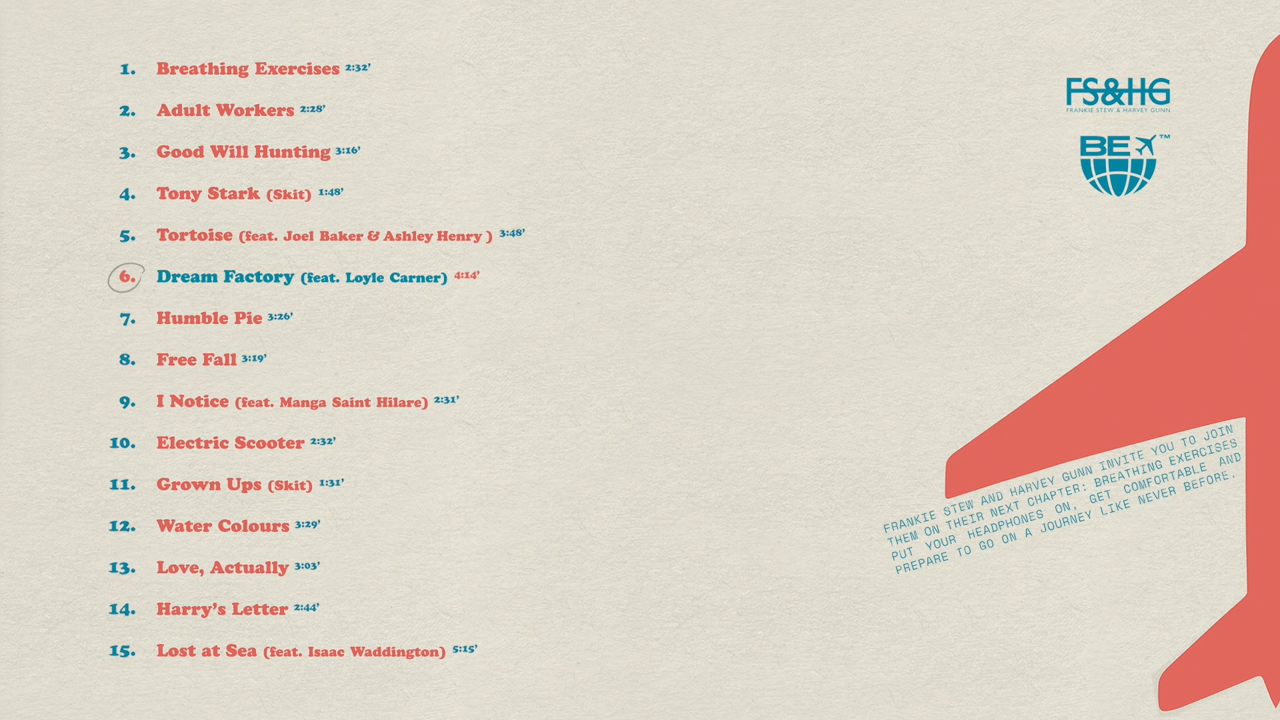 1. Breathing Exercises 2:32'
2. Adult Workers 2:28'
3. Good Will Hunting 3:16'
4. Tony Stark (Skit) 1:48'
5. Tortoise (feat. Joel Baker & Ashley Henry ) 3:48'
6. Dream Factory (feat. Loyle Carner) 4:14'
7. Humble Pie 3:26'
8. Free Fall 3:19'
9. I Notice (feat. Manga Saint Hilare) 2:31'
10. Electric Scooter 2:32'
11. Grown Ups (Skit) 1:31'
12. Water Colours 3:29'
13. Love, Actually 3:03'
14. Harry's Letter 2:44'
15. Lost at Sea (feat. Isaac Waddington) 5:15'
FS&HG
FRANKIE STEW & HARVEY GUNN
BE ™
FRANKIE STEW AND HARVEY GUNN INVITE YOU TO JOIN
THEM ON THEIR NEXT CHAPTER: BREATHING EXERCISES
PUT YOUR HEADPHONES ON, GET COMFORTABLE AND
PREPARE TO GO ON A JOURNEY LIKE NEVER BEFORE.